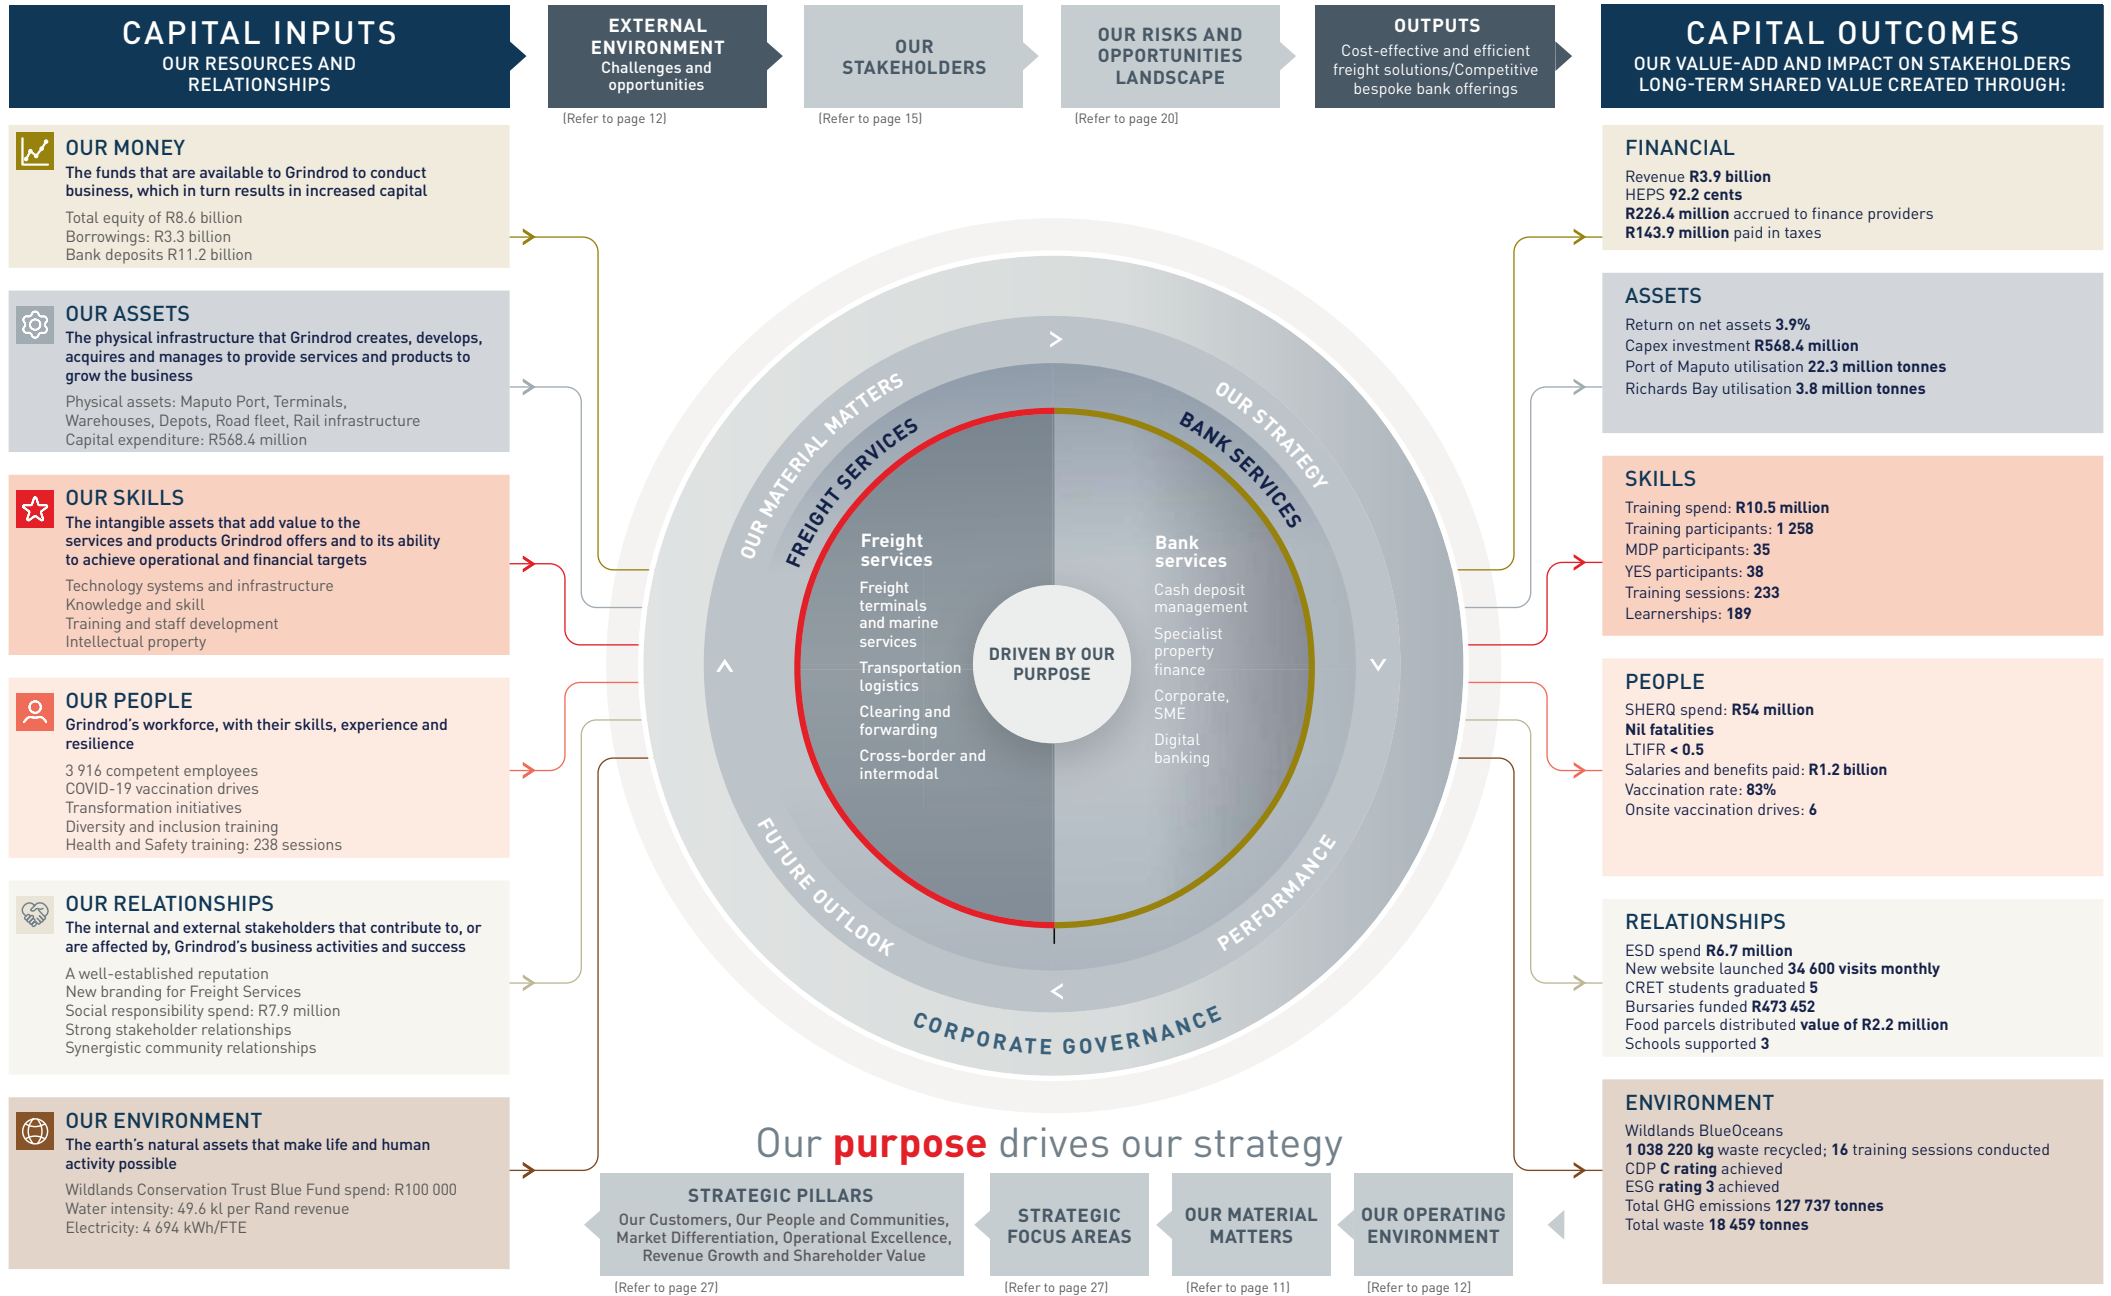 CAPITAL INPUTS
OUR RESOURCES AND
RELATIONSHIPS
EXTERNAL
ENVIRONMENT
Challenges and
opportunities
(Refer to page 12)
OUR
STAKEHOLDERS
(Refer to page 15)
OUR RISKS AND
OPPORTUNITIES
LANDSCAPE
(Refer to page 20)
OUTPUTS
Cost-effective and efficient
freight solutions/Competitive
bespoke bank offerings
CAPITAL OUTCOMES
OUR VALUE-ADD AND IMPACT ON STAKEHOLDERS
LONG-TERM SHARED VALUE CREATED THROUGH:
OUR MONEY
The funds that are available to Grindrod to conduct
business, which in turn results in increased capital
Total equity of R8.6 billion
Borrowings: R3.3 billion
Bank deposits R11.2 billion
OUR ASSETS
The physical infrastructure that Grindrod creates, develops,
acquires and manages to provide services and products to
grow the business
Physical assets: Maputo Port, Terminals,
Warehouses, Depots, Road fleet, Rail infrastructure
Capital expenditure: R568.4 million
OUR SKILLS
The intangible assets that add value to the
services and products Grindrod offers and to its ability
to achieve operational and financial targets
Technology systems and infrastructure
Knowledge and skill
Training and staff development
Intellectual property
OUR PEOPLE
Grindrod's workforce, with their skills, experience and
resilience
3 916 competent employees
COVID-19 vaccination drives
Transformation initiatives
Diversity and inclusion training
Health and Safety training: 238 sessions
OUR RELATIONSHIPS
The internal and external stakeholders that contribute to, or
are affected by, Grindrod's business activities and success
A well-established reputation
New branding for Freight Services
Social responsibility spend: R7.9 million
Strong stakeholder relationships
Synergistic community relationships
OUR ENVIRONMENT
The earth's natural assets that make life and human
activity possible
Wildlands Conservation Trust Blue Fund spend: R100 000
Water intensity: 49.6 kl per Rand revenue
Electricity: 4 694 kWh/FTE
OUR MATERIAL MATTERS
OUR STRATEGY
FREIGHT SERVICES
BANK SERVICES
Freight
services
Freight
terminals
and marine
services
Transportation
logistics
Clearing and
forwarding
Cross-border and
intermodal
DRIVEN BY OUR
PURPOSE
Bank
services
Cash deposit
management
Specialist
property
finance
Corporate,
SME
Digital
banking
FUTURE OUTLOOK
PERFORMANCE
CORPORATE GOVERNANCE
Our purpose drives our strategy
STRATEGIC PILLARS
Our Customers, Our People and Communities,
Market Differentiation, Operational Excellence,
Revenue Growth and Shareholder Value
(Refer to page 27)
STRATEGIC
FOCUS AREAS
(Refer to page 27)
OUR MATERIAL
MATTERS
(Refer to page 11)
OUR OPERATING
ENVIRONMENT
(Refer to page 12)
FINANCIAL
Revenue R3.9 billion
HEPS 92.2 cents
R226.4 million accrued to finance providers
R143.9 million paid in taxes
ASSETS
Return on net assets 3.9%
Capex investment R568.4 million
Port of Maputo utilisation 22.3 million tonnes
Richards Bay utilisation 3.8 million tonnes
SKILLS
Training spend: R10.5 million
Training participants: 1 258
MDP participants: 35
YES participants: 38
Training sessions: 233
Learnerships: 189
PEOPLE
SHERQ spend: R54 million
Nil fatalities
LTIFR < 0.5
Salaries and benefits paid: R1.2 billion
Vaccination rate: 83%
Onsite vaccination drives: 6
RELATIONSHIPS
ESD spend R6.7 million
New website launched 34 600 visits monthly
CRET students graduated 5
Bursaries funded R473 452
Food parcels distributed value of R2.2 million
Schools supported 3
ENVIRONMENT
Wildlands BlueOceans
1 038 220 kg waste recycled; 16 training sessions conducted
CDP C rating achieved
ESG rating 3 achieved
Total GHG emissions 127 737 tonnes
Total waste 18 459 tonnes